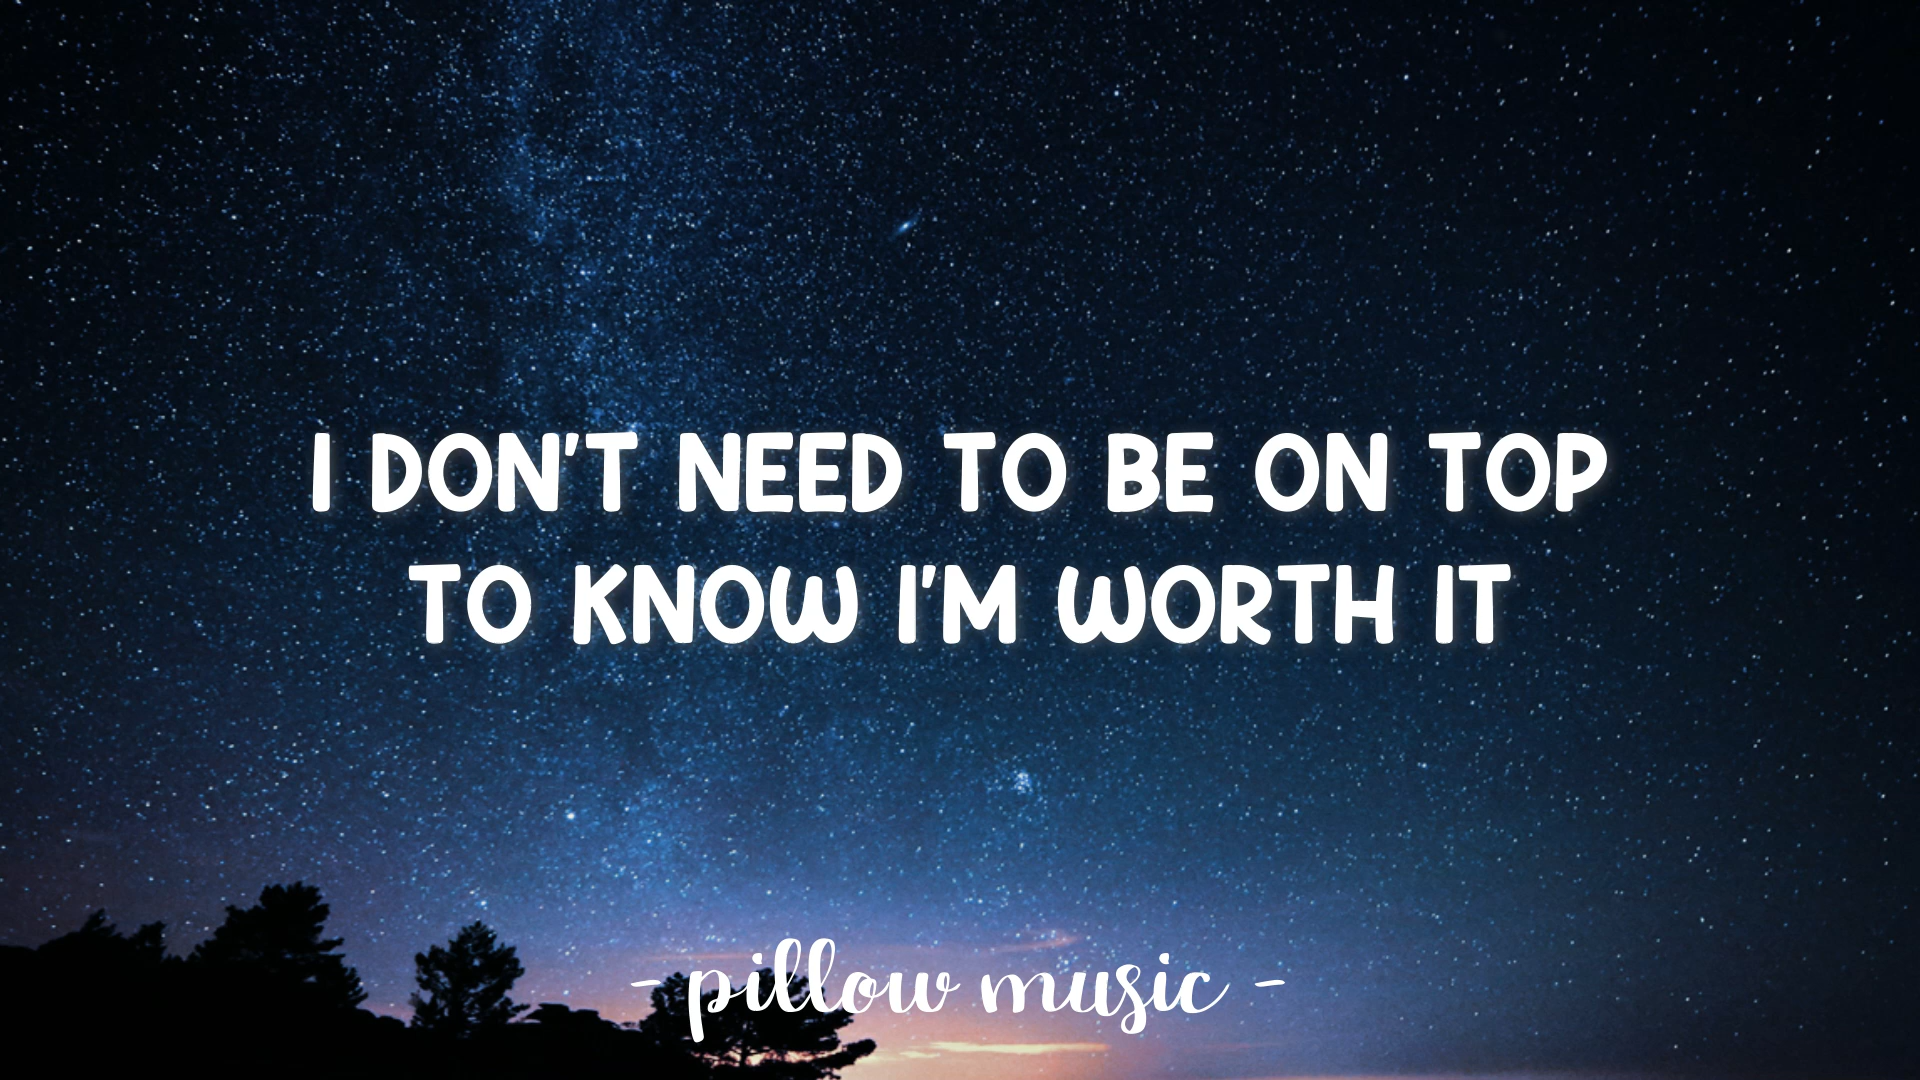 I DON'T NEED TO BE ON TOP
TO KNOW I'M WORTH IT
- pillow music -